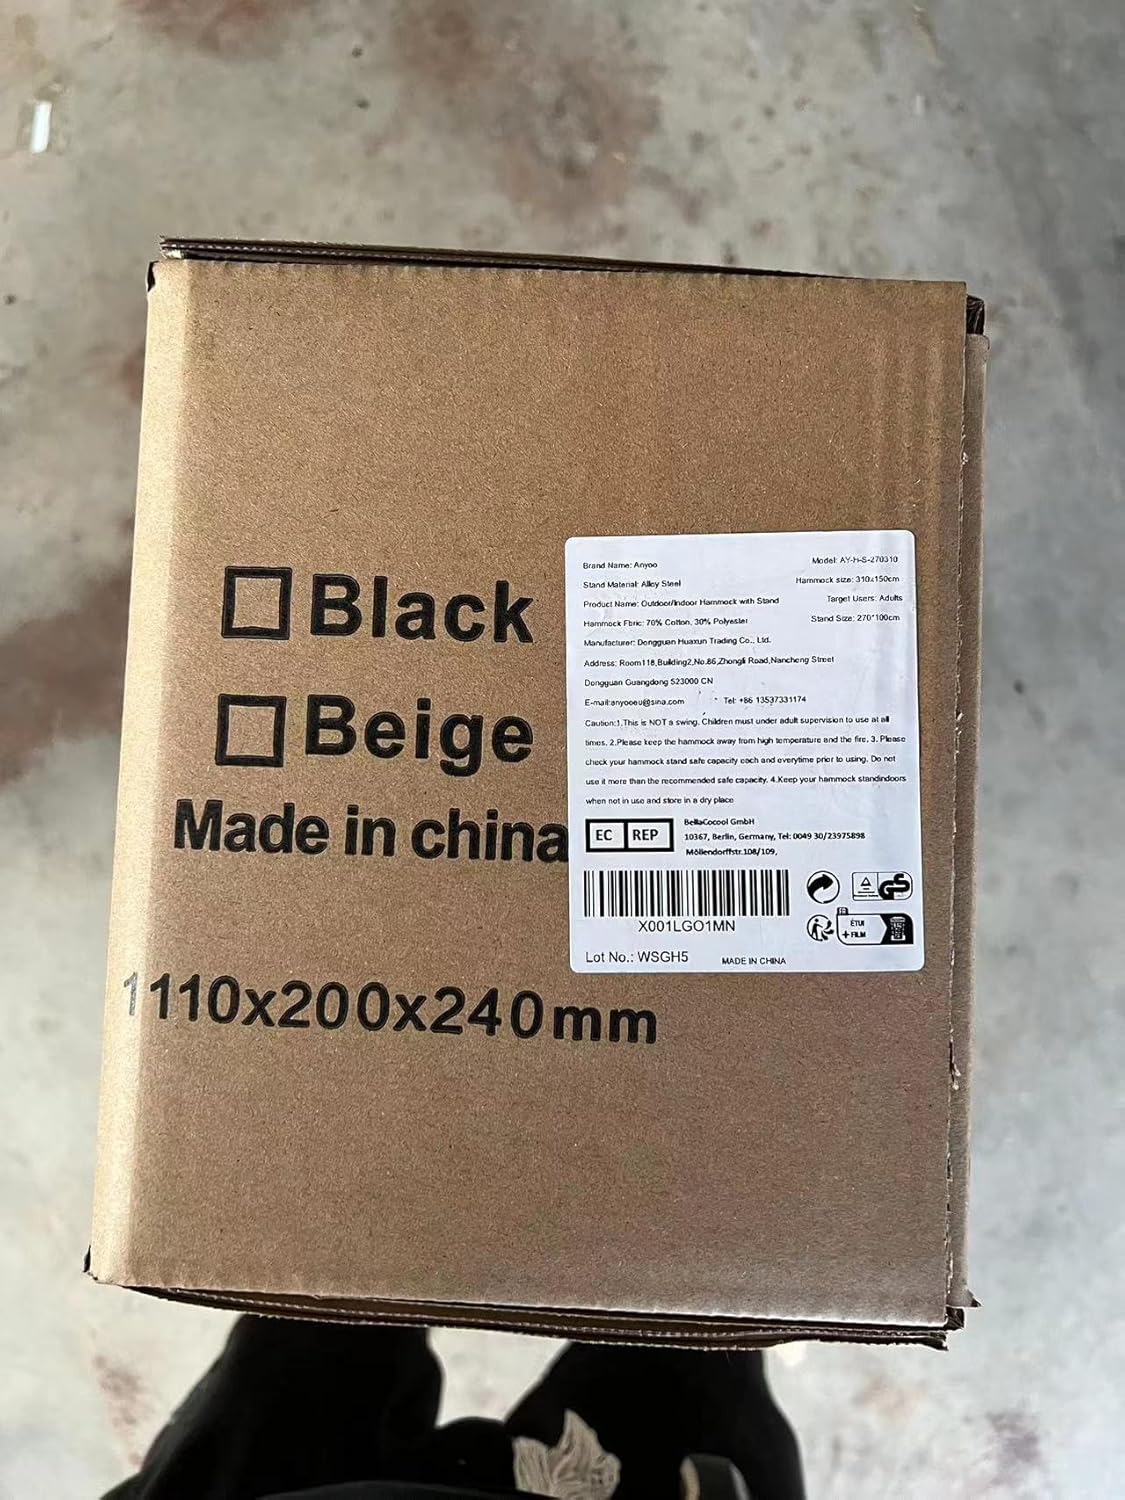 Black
Beige
Made in china
1110x200x240mm
Brand Name: Anyoo
Model: AY-H-S-270310
Stand Material: Alloy Steel
Hammock size: 310x150cm
Product Name: Outdoor/Indoor Hammock with Stand
Target Users: Adults
Hammock Fbric: 70% Cotton, 30% Polyester
Stand Size: 270*100cm
Manufacturer: Dongguan Huaxun Trading Co., Ltd.
Address: Room118,Building2,No.86,Zhongli Road,Nancheng Street
Dongguan Guangdong 523000 CN
E-mail:anyooeu@sina.com Tel: +86 13537331174
Caution:1.This is NOT a swing. Children must under adult supervision to use at all
times. 2.Please keep the hammock away from high temperature and the fire. 3. Please
check your hammock stand safe capacity each and everytime prior to using. Do not
use it more than the recommended safe capacity. 4.Keep your hammock standindoors
when not in use and store in a dry place
EC REP
BellaCocool GmbH
10367, Berlin, Germany, Tel: 0049 30/23975898
Möllendorffstr.108/109,
X001LGO1MN
GS
FR
ÉTUI
+ FILM
Lot No.: WSGH5
MADE IN CHINA